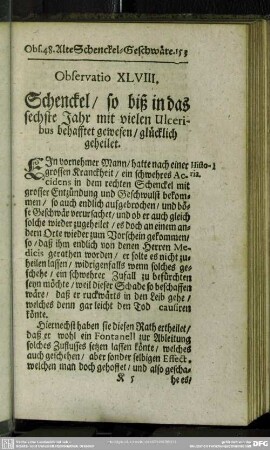 Obs. 48. Alte Schenckel-Geschwäre. 153
Observatio XLVIII.
Schenckel / so biß in das
sechste Jahr mit vielen Ulceri-
bus behafftet gewesen / glücklich
geheilet.
EIn vornehmer Mann / hatte nach einer Histo-
grossen Kranckheit / ein schwehres Ac- ria.
cidens in dem rechten Schenckel mit
grosser Entzündung und Geschwulst bekom-
men / so auch endlich aufgebrochen / und bö-
se Geschwär verursachet / und ob er auch gleich
solche wieder zugeheilet / es doch an einem an-
dern Orte wieder zum Vorschein gekommen /
so / daß ihm endlich von denen Herren Me-
dicis gerathen worden / er solte es nicht zu-
heilen lassen / widrigenfalls wenn solches ge-
schehe / ein schwehrer Zufall zu befürchten
seyn möchte / weil dieser Schade so beschaffen
wäre / daß er ruckwärts in den Leib gehe /
welches denn gar leicht den Tod causiren
könte.
Hiernechst haben sie diesen Rath ertheilet /
daß er wohl ein Fontanell zur Ableitung
solches Zuflusses setzen lassen könte / welches
auch geschehen / aber sonder selbigen Effect,
welchen man doch gehoffet / und also gescha-
K 5 he es /